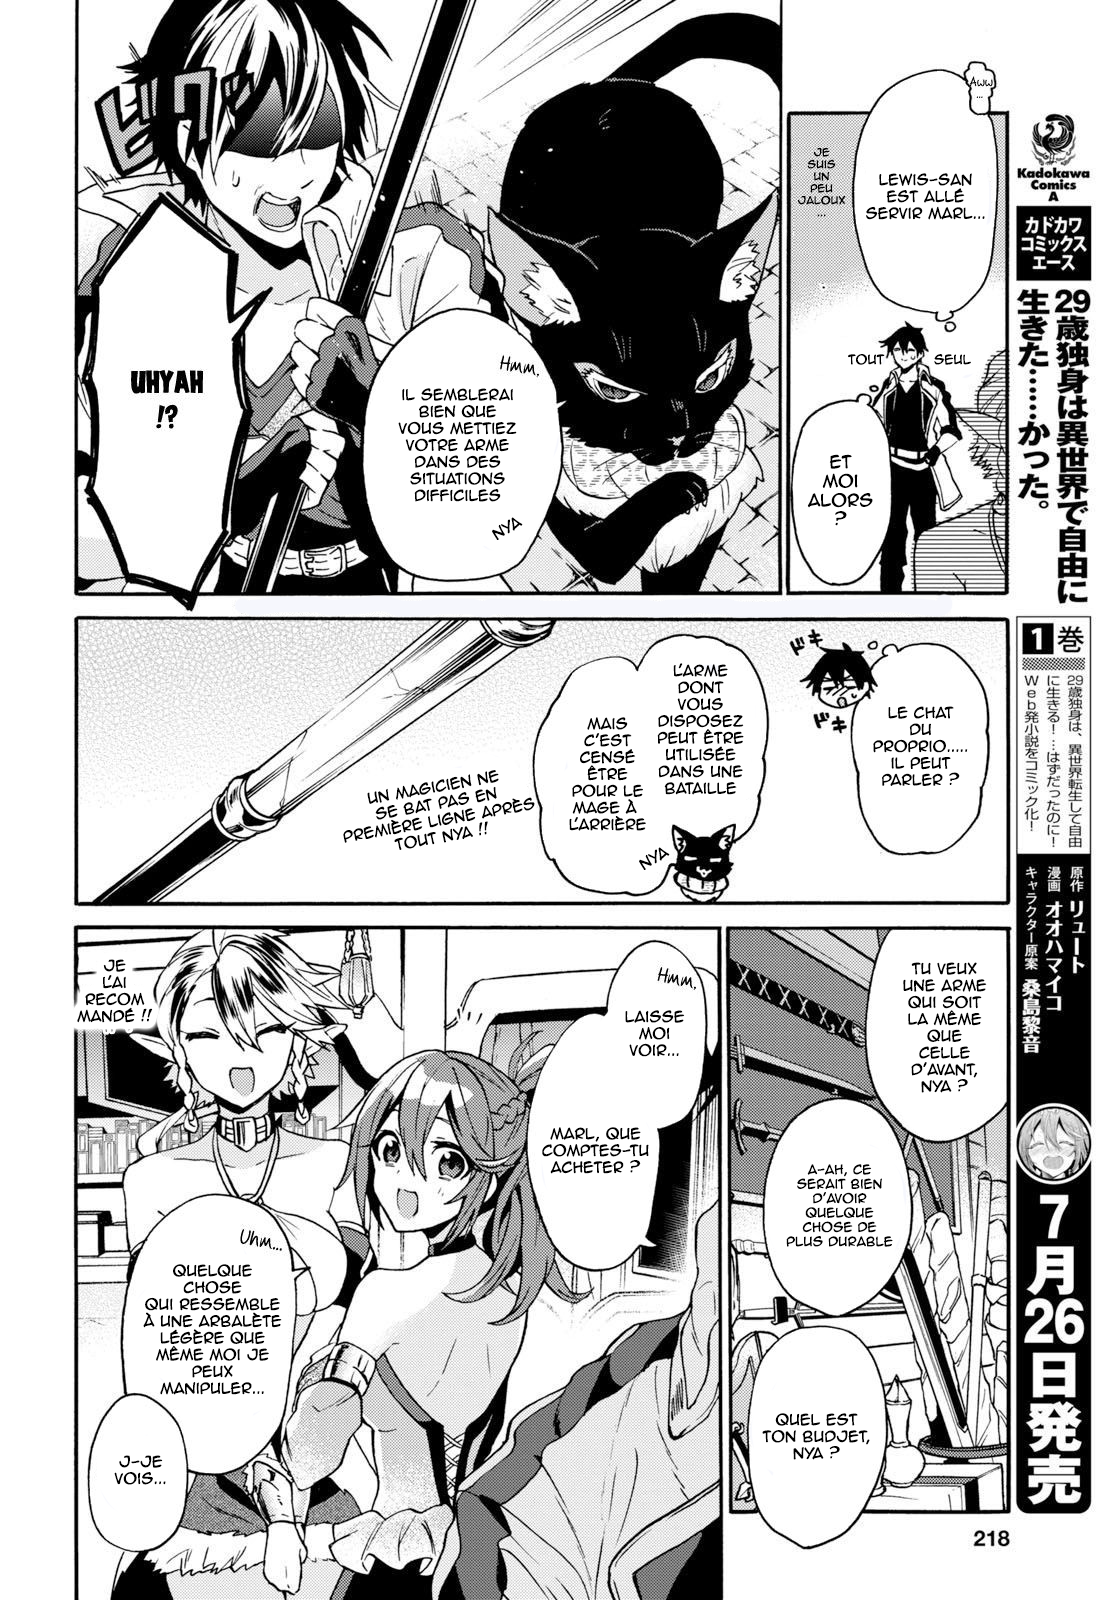 Aww
...
LEWIS-SAN
EST ALLÉ
SERVIR MARL...
JE
SUIS
UN
PEU
JALOUX
...
TOUT SEUL
ET
MOI
ALORS
?
Hmm,
IL SEMBLERAI
BIEN QUE
VOUS METTIEZ
VOTRE ARME
DANS DES
SITUATIONS
DIFFICILES
NYA
ビクッ
UHYAH
!?
ドキ
ドキ
LE CHAT
DU
PROPRIO.....
IL PEUT
PARLER ?
L'ARME
DONT
VOUS
DISPOSEZ
PEUT ÊTRE
UTILISÉE
DANS UNE
BATAILLE
MAIS
C'EST
CENSÉ
ÊTRE
POUR LE
MAGE À
L'ARRIÈRE
NYA
UN MAGICIEN NE
SE BAT PAS EN
PREMIÈRE LIGNE APRÈS
TOUT NYA !!
TU VEUX
UNE ARME
QUI SOIT
LA MÊME
QUE
CELLE
D'AVANT,
NYA ?
A-AH, CE
SERAIT BIEN
D'AVOIR
QUELQUE
CHOSE DE
PLUS DURABLE
QUEL EST
TON BUDJET,
NYA ?
Hmm,
LAISSE
MOI
VOIR...
MARL, QUE
COMPTES-TU
ACHETER ?
JE
L'AI
RECOM
MANDÉ !!
Uhm...
QUELQUE
CHOSE
QUI RESSEMBLE
À UNE ARBALÈTE
LÉGÈRE QUE
MÊME MOI JE
PEUX
MANIPULER...
J-JE
VOIS...
Kadokawa
Comics
A
カドカワ
コミックス
エース
29歳独身は異世界で自由に
生きた……かった。
1巻
29歳独身は、異世界転生して自由
に生きる！…はずだったのに！
Web発小説をコミック化！
原作 リュート
漫画 オオハマイコ
キャラクター原案 桑島黎音
7月26日発売
218